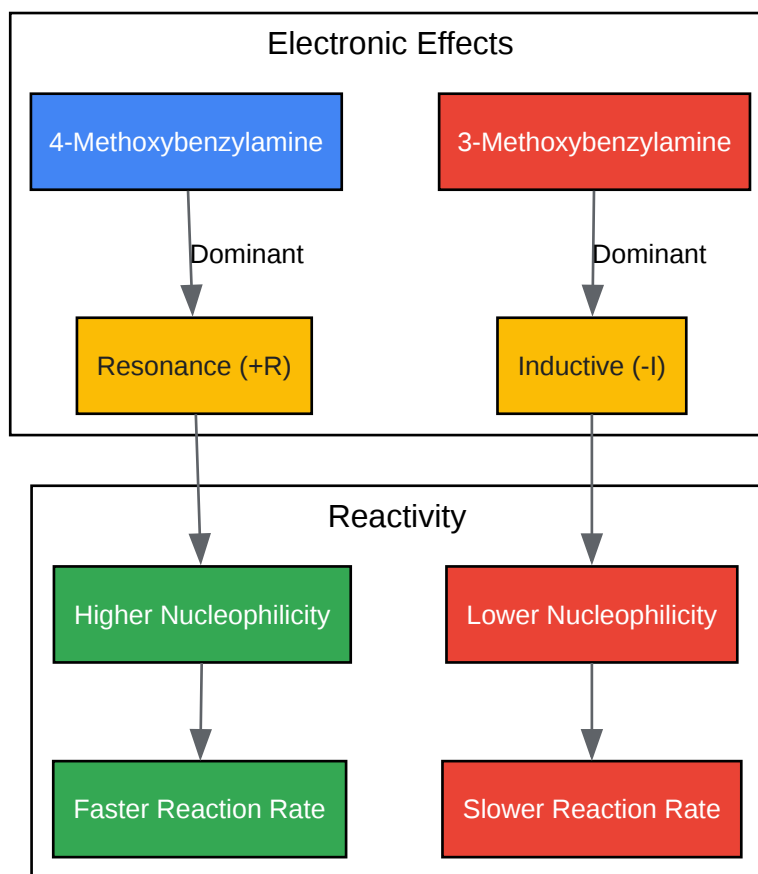 Electronic Effects
4-Methoxybenzylamine
3-Methoxybenzylamine
Dominant
Dominant
Resonance (+R)
Inductive (-I)
Reactivity
Higher Nucleophilicity
Lower Nucleophilicity
Faster Reaction Rate
Slower Reaction Rate